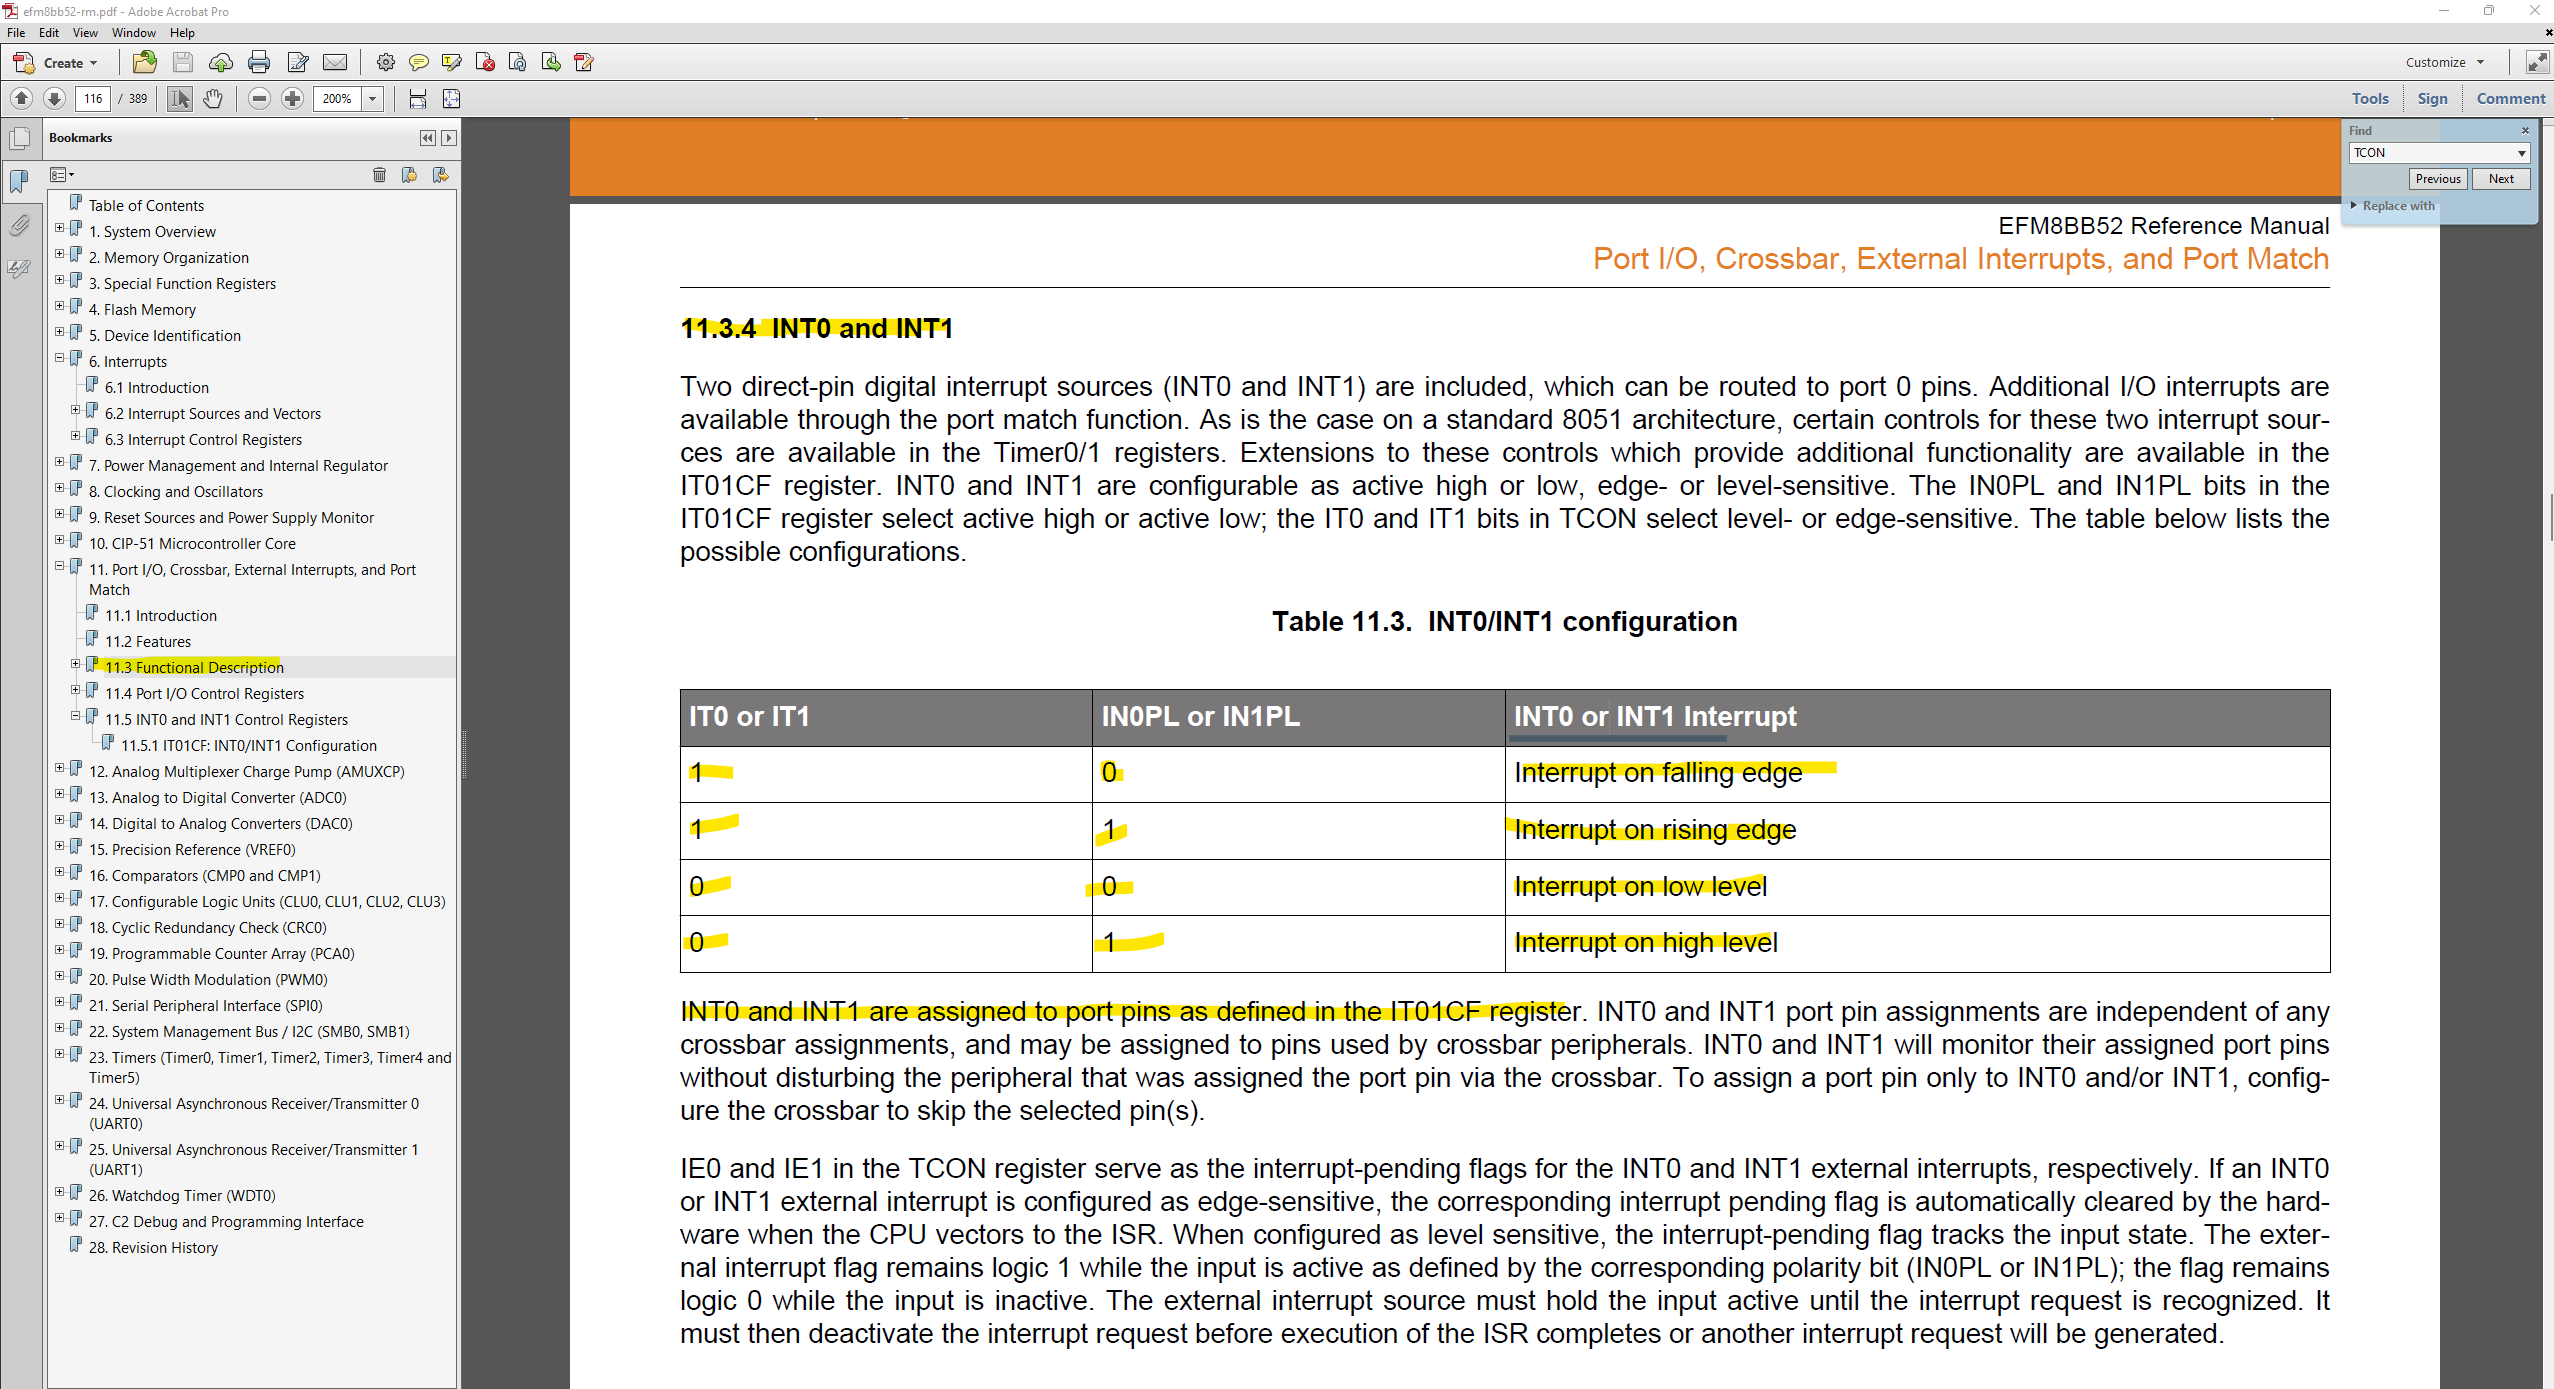 efm8bb52-rm.pdf - Adobe Acrobat Pro
File Edit View Window Help
Create
Customize
116 / 389
200%
Tools Sign Comment
Bookmarks
Table of Contents
1. System Overview
2. Memory Organization
3. Special Function Registers
4. Flash Memory
5. Device Identification
6. Interrupts
6.1 Introduction
6.2 Interrupt Sources and Vectors
6.3 Interrupt Control Registers
7. Power Management and Internal Regulator
8. Clocking and Oscillators
9. Reset Sources and Power Supply Monitor
10. CIP-51 Microcontroller Core
11. Port I/O, Crossbar, External Interrupts, and Port
Match
11.1 Introduction
11.2 Features
11.3 Functional Description
11.4 Port I/O Control Registers
11.5 INT0 and INT1 Control Registers
11.5.1 IT01CF: INT0/INT1 Configuration
12. Analog Multiplexer Charge Pump (AMUXCP)
13. Analog to Digital Converter (ADC0)
14. Digital to Analog Converters (DAC0)
15. Precision Reference (VREF0)
16. Comparators (CMP0 and CMP1)
17. Configurable Logic Units (CLU0, CLU1, CLU2, CLU3)
18. Cyclic Redundancy Check (CRC0)
19. Programmable Counter Array (PCA0)
20. Pulse Width Modulation (PWM0)
21. Serial Peripheral Interface (SPI0)
22. System Management Bus / I2C (SMB0, SMB1)
23. Timers (Timer0, Timer1, Timer2, Timer3, Timer4 and
Timer5)
24. Universal Asynchronous Receiver/Transmitter 0
(UART0)
25. Universal Asynchronous Receiver/Transmitter 1
(UART1)
26. Watchdog Timer (WDT0)
27. C2 Debug and Programming Interface
28. Revision History
Find
TCON
Previous Next
Replace with
EFM8BB52 Reference Manual
Port I/O, Crossbar, External Interrupts, and Port Match
11.3.4 INT0 and INT1
Two direct-pin digital interrupt sources (INT0 and INT1) are included, which can be routed to port 0 pins. Additional I/O interrupts are
available through the port match function. As is the case on a standard 8051 architecture, certain controls for these two interrupt sour-
ces are available in the Timer0/1 registers. Extensions to these controls which provide additional functionality are available in the
IT01CF register. INT0 and INT1 are configurable as active high or low, edge- or level-sensitive. The IN0PL and IN1PL bits in the
IT01CF register select active high or active low; the IT0 and IT1 bits in TCON select level- or edge-sensitive. The table below lists the
possible configurations.
Table 11.3. INT0/INT1 configuration
IT0 or IT1 IN0PL or IN1PL INT0 or INT1 Interrupt
1 0 Interrupt on falling edge
1 1 Interrupt on rising edge
0 0 Interrupt on low level
0 1 Interrupt on high level
INT0 and INT1 are assigned to port pins as defined in the IT01CF register. INT0 and INT1 port pin assignments are independent of any
crossbar assignments, and may be assigned to pins used by crossbar peripherals. INT0 and INT1 will monitor their assigned port pins
without disturbing the peripheral that was assigned the port pin via the crossbar. To assign a port pin only to INT0 and/or INT1, config-
ure the crossbar to skip the selected pin(s).
IE0 and IE1 in the TCON register serve as the interrupt-pending flags for the INT0 and INT1 external interrupts, respectively. If an INT0
or INT1 external interrupt is configured as edge-sensitive, the corresponding interrupt pending flag is automatically cleared by the hard-
ware when the CPU vectors to the ISR. When configured as level sensitive, the interrupt-pending flag tracks the input state. The exter-
nal interrupt flag remains logic 1 while the input is active as defined by the corresponding polarity bit (IN0PL or IN1PL); the flag remains
logic 0 while the input is inactive. The external interrupt source must hold the input active until the interrupt request is recognized. It
must then deactivate the interrupt request before execution of the ISR completes or another interrupt request will be generated.